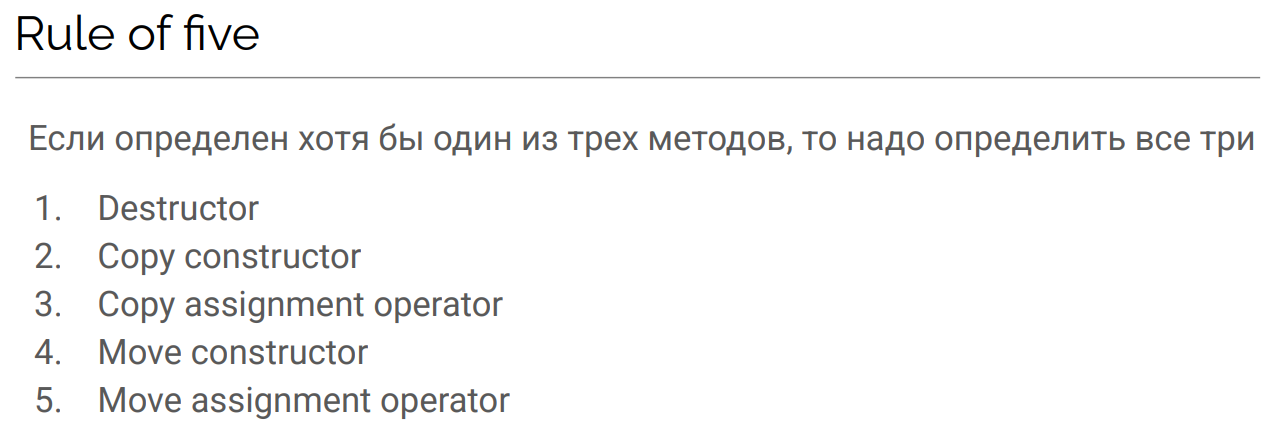 Rule of five
Если определен хотя бы один из трех методов, то надо определить все три
1. Destructor
2. Copy constructor
3. Copy assignment operator
4. Move constructor
5. Move assignment operator